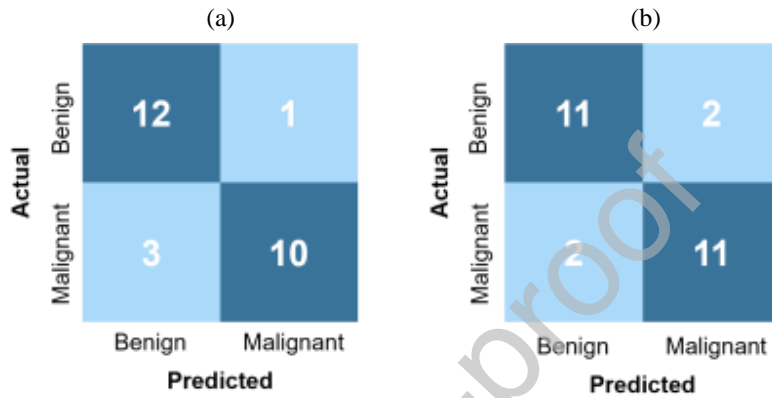 (a)
Actual
Benign
Malignant
12 1
3 10
Benign Malignant
Predicted
(b)
Actual
Benign
Malignant
11 2
2 11
Benign Malignant
Predicted
proof